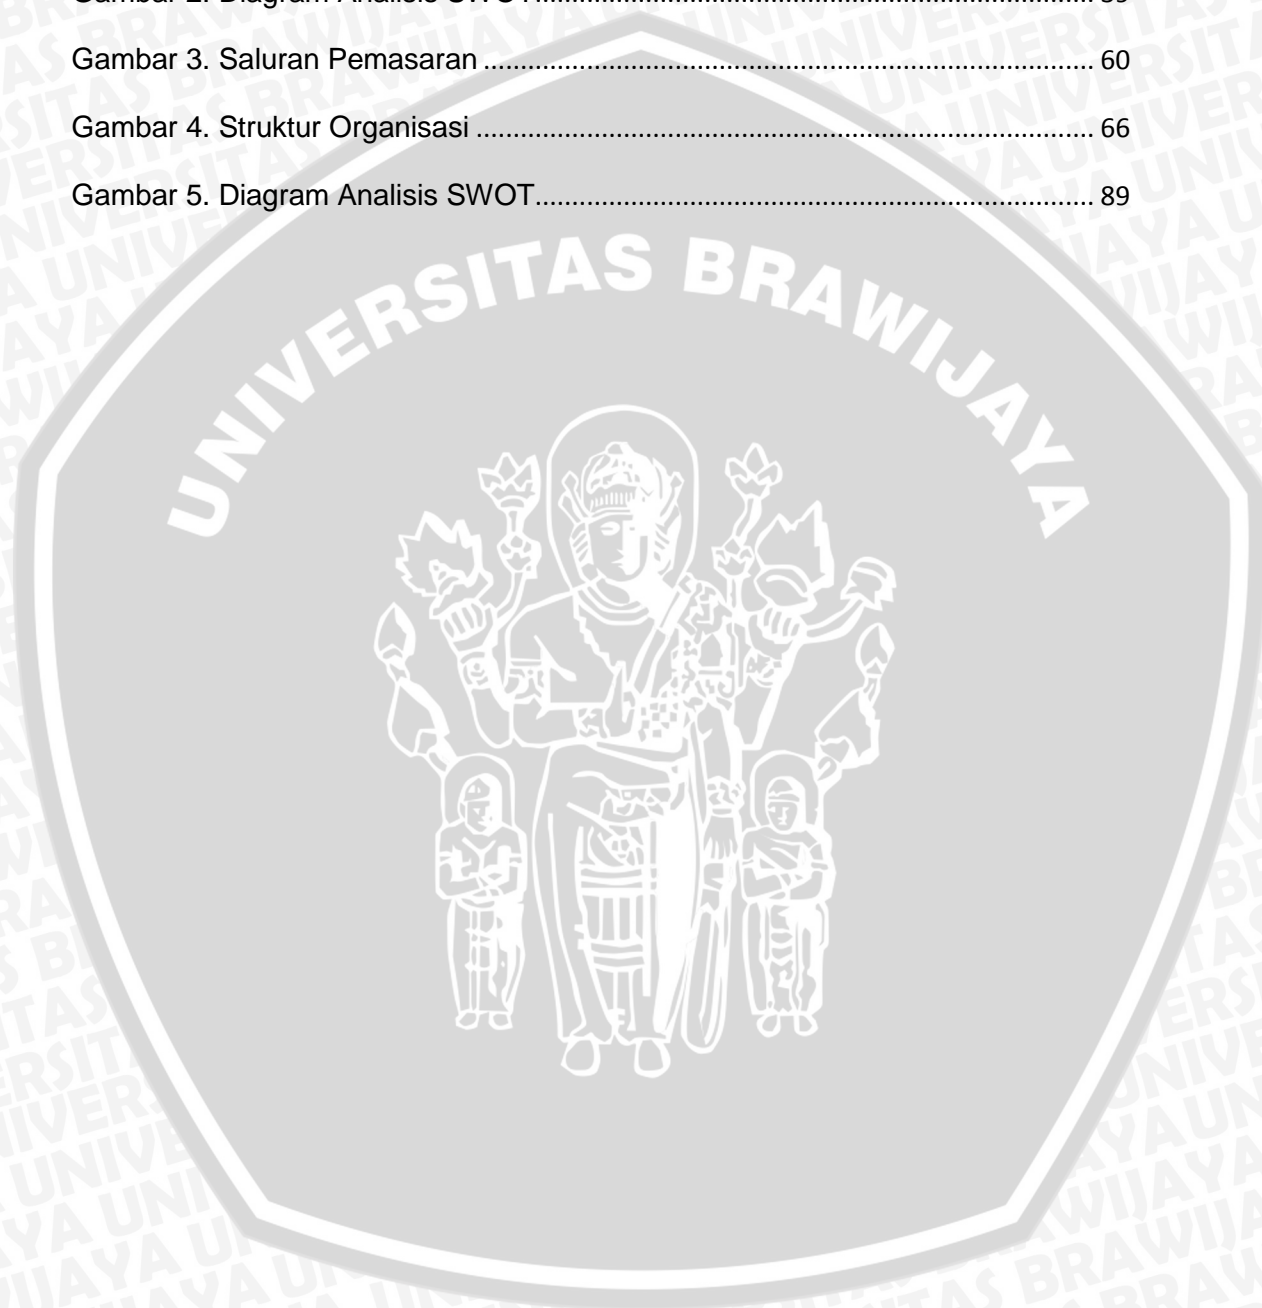 Gambar 3. Saluran Pemasaran ............................................................................ 60
Gambar 4. Struktur Organisasi ............................................................................. 66
Gambar 5. Diagram Analisis SWOT...................................................................... 89
UNIVERSITAS BRAWIJAYA